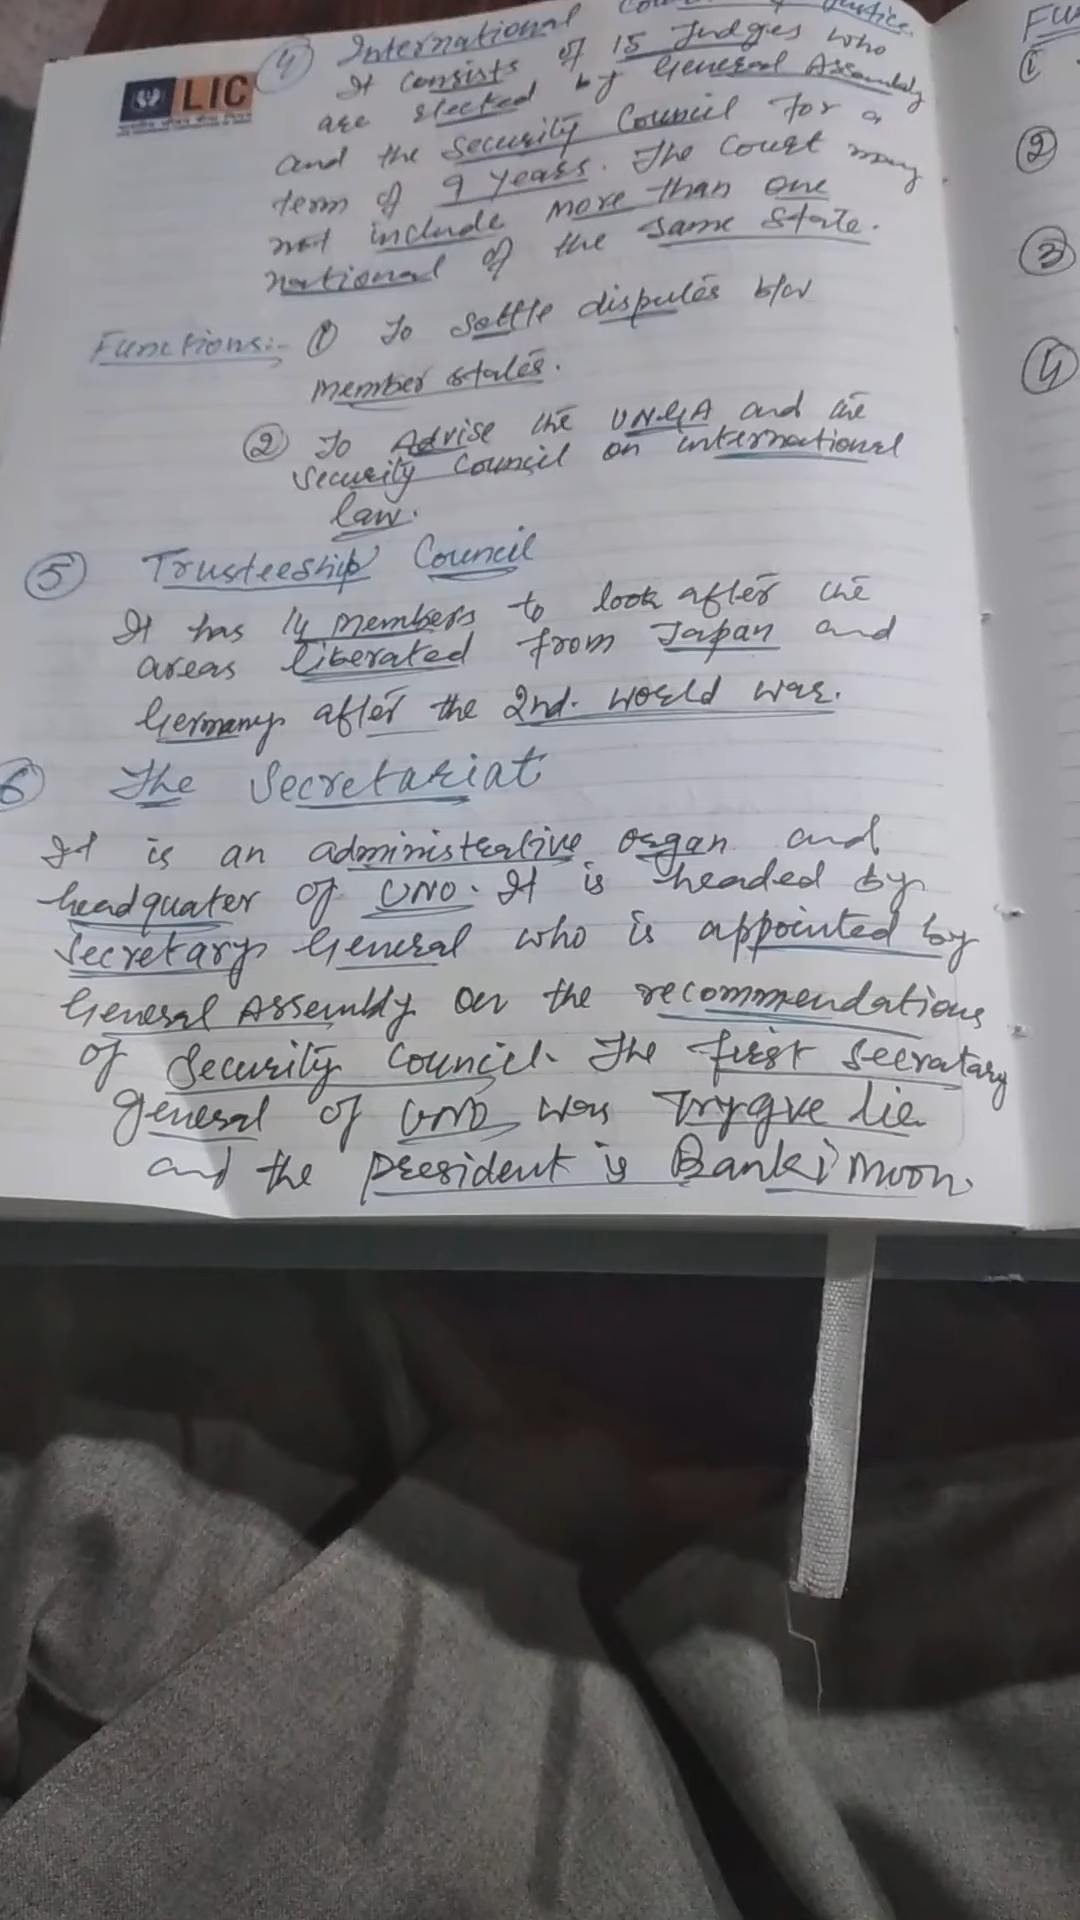 LIC
④ International Court of Justice
It consists of 15 Judges who
are elected by General Assembly
and the Security Council for a
term of 9 years. The Court may
not include more than one
national of the same state.
Functions:- ① To settle disputes b/w
member states.
② To Advise the UNGA and the
Security Council on international
law.
⑤ Trusteeship Council
It has 14 members to look after the
areas liberated from Japan and
Germany after the 2nd. world war.
⑥ The Secretariat
It is an administrative organ and
headquater of UNO. It is headed by
Secretary General who is appointed by
General Assembly on the recommendations
of Security Council. The first secratary
general of UNO was Trygve lie
and the president is Banki moon.
①
②
③
④